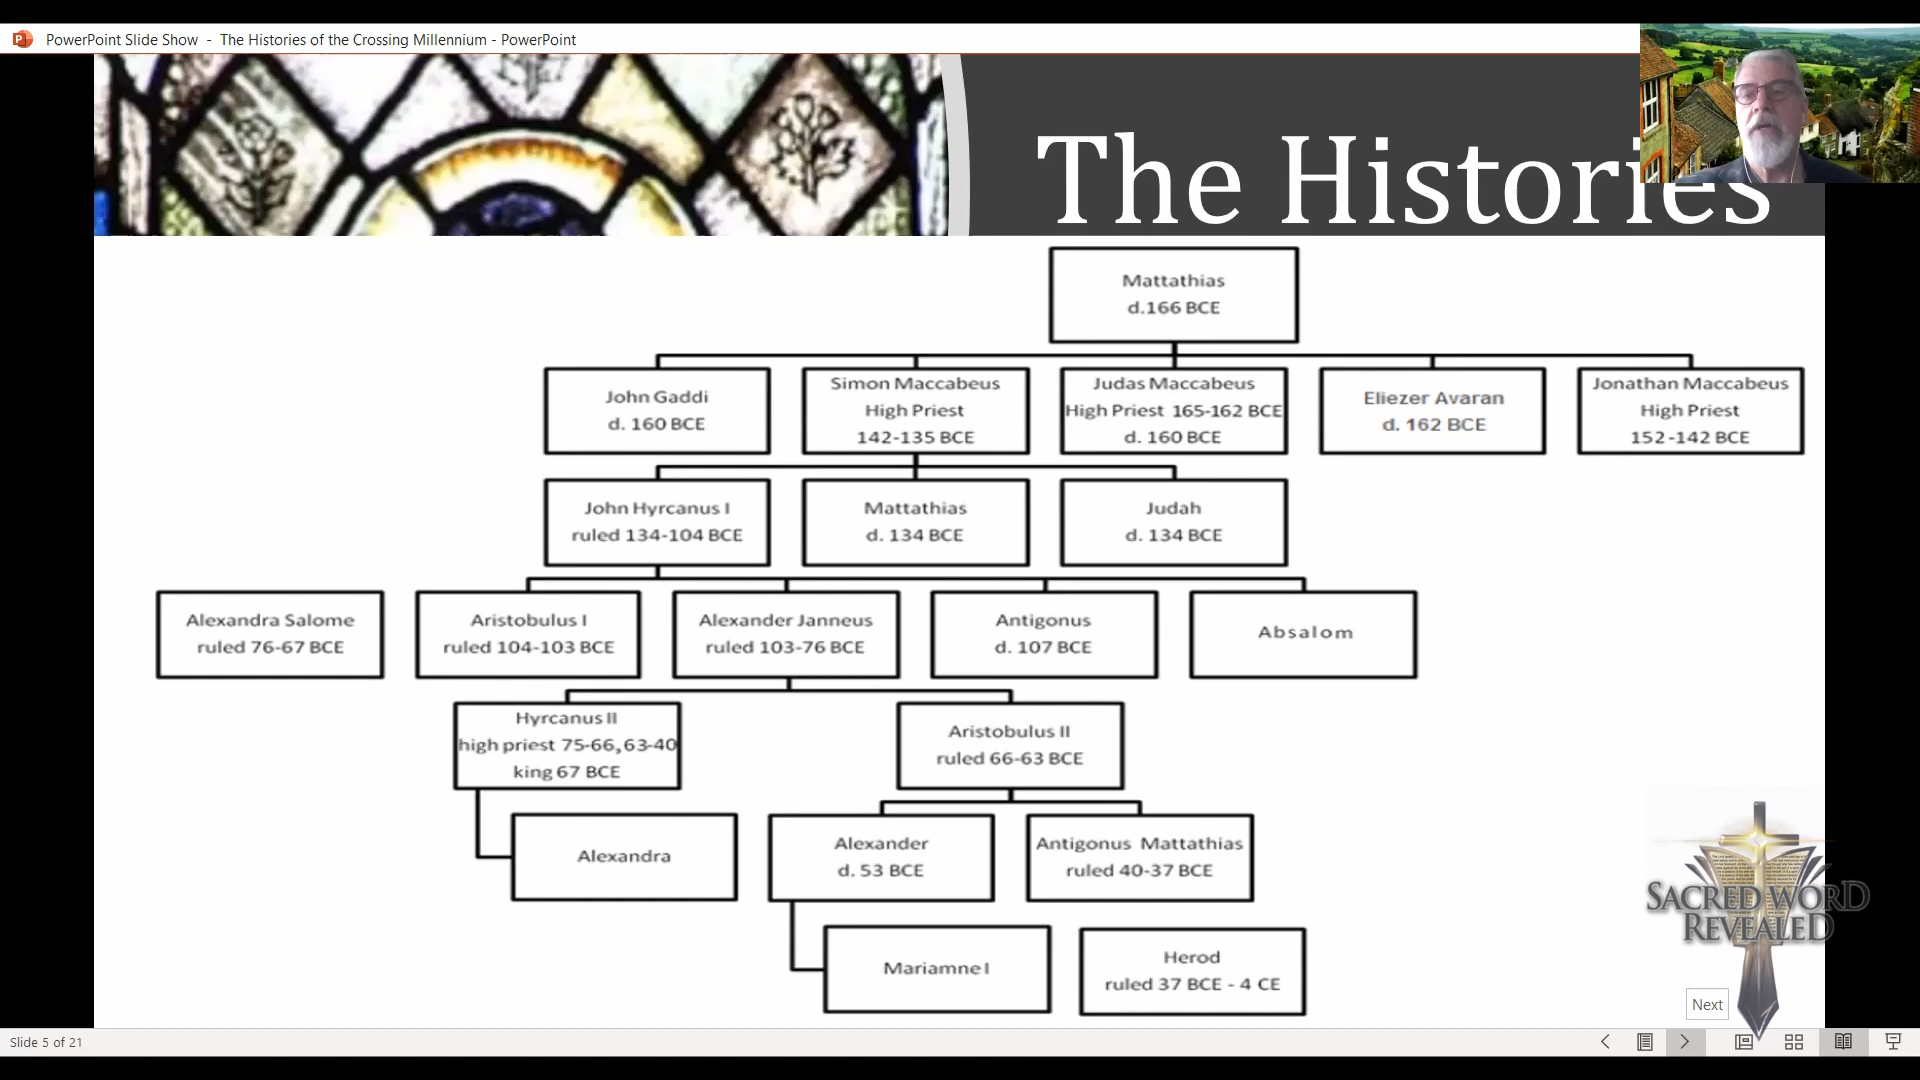 PowerPoint Slide Show - The Histories of the Crossing Millennium - PowerPoint
The Histories
Mattathias
d.166 BCE
John Gaddi
d. 160 BCE
Simon Maccabeus
High Priest
142-135 BCE
Judas Maccabeus
High Priest 165-162 BCE
d. 160 BCE
Eliezer Avaran
d. 162 BCE
Jonathan Maccabeus
High Priest
152-142 BCE
John Hyrcanus I
ruled 134-104 BCE
Mattathias
d. 134 BCE
Judah
d. 134 BCE
Alexandra Salome
ruled 76-67 BCE
Aristobulus I
ruled 104-103 BCE
Alexander Janneus
ruled 103-76 BCE
Antigonus
d. 107 BCE
Absalom
Hyrcanus II
high priest 75-66, 63-40
king 67 BCE
Aristobulus II
ruled 66-63 BCE
Alexandra
Alexander
d. 53 BCE
Antigonus Mattathias
ruled 40-37 BCE
Mariamne I
Herod
ruled 37 BCE - 4 CE
SACRED WORD
REVEALED
Next
Slide 5 of 21